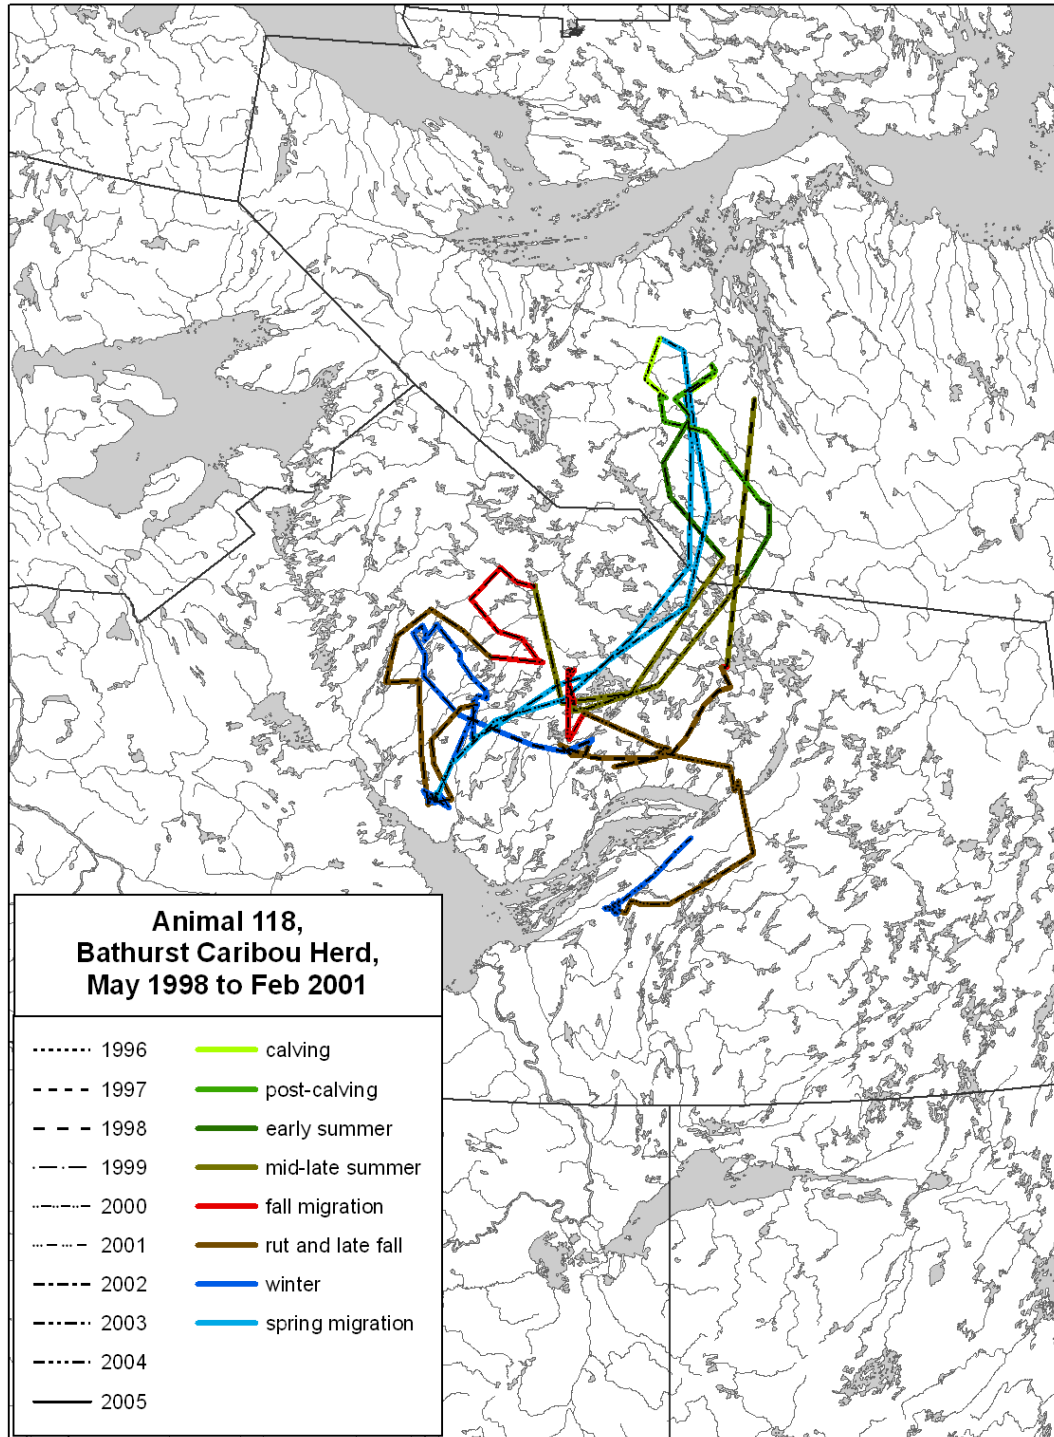 Animal 118,
Bathurst Caribou Herd,
May 1998 to Feb 2001
1996
1997
1998
1999
2000
2001
2002
2003
2004
2005
calving
post-calving
early summer
mid-late summer
fall migration
rut and late fall
winter
spring migration